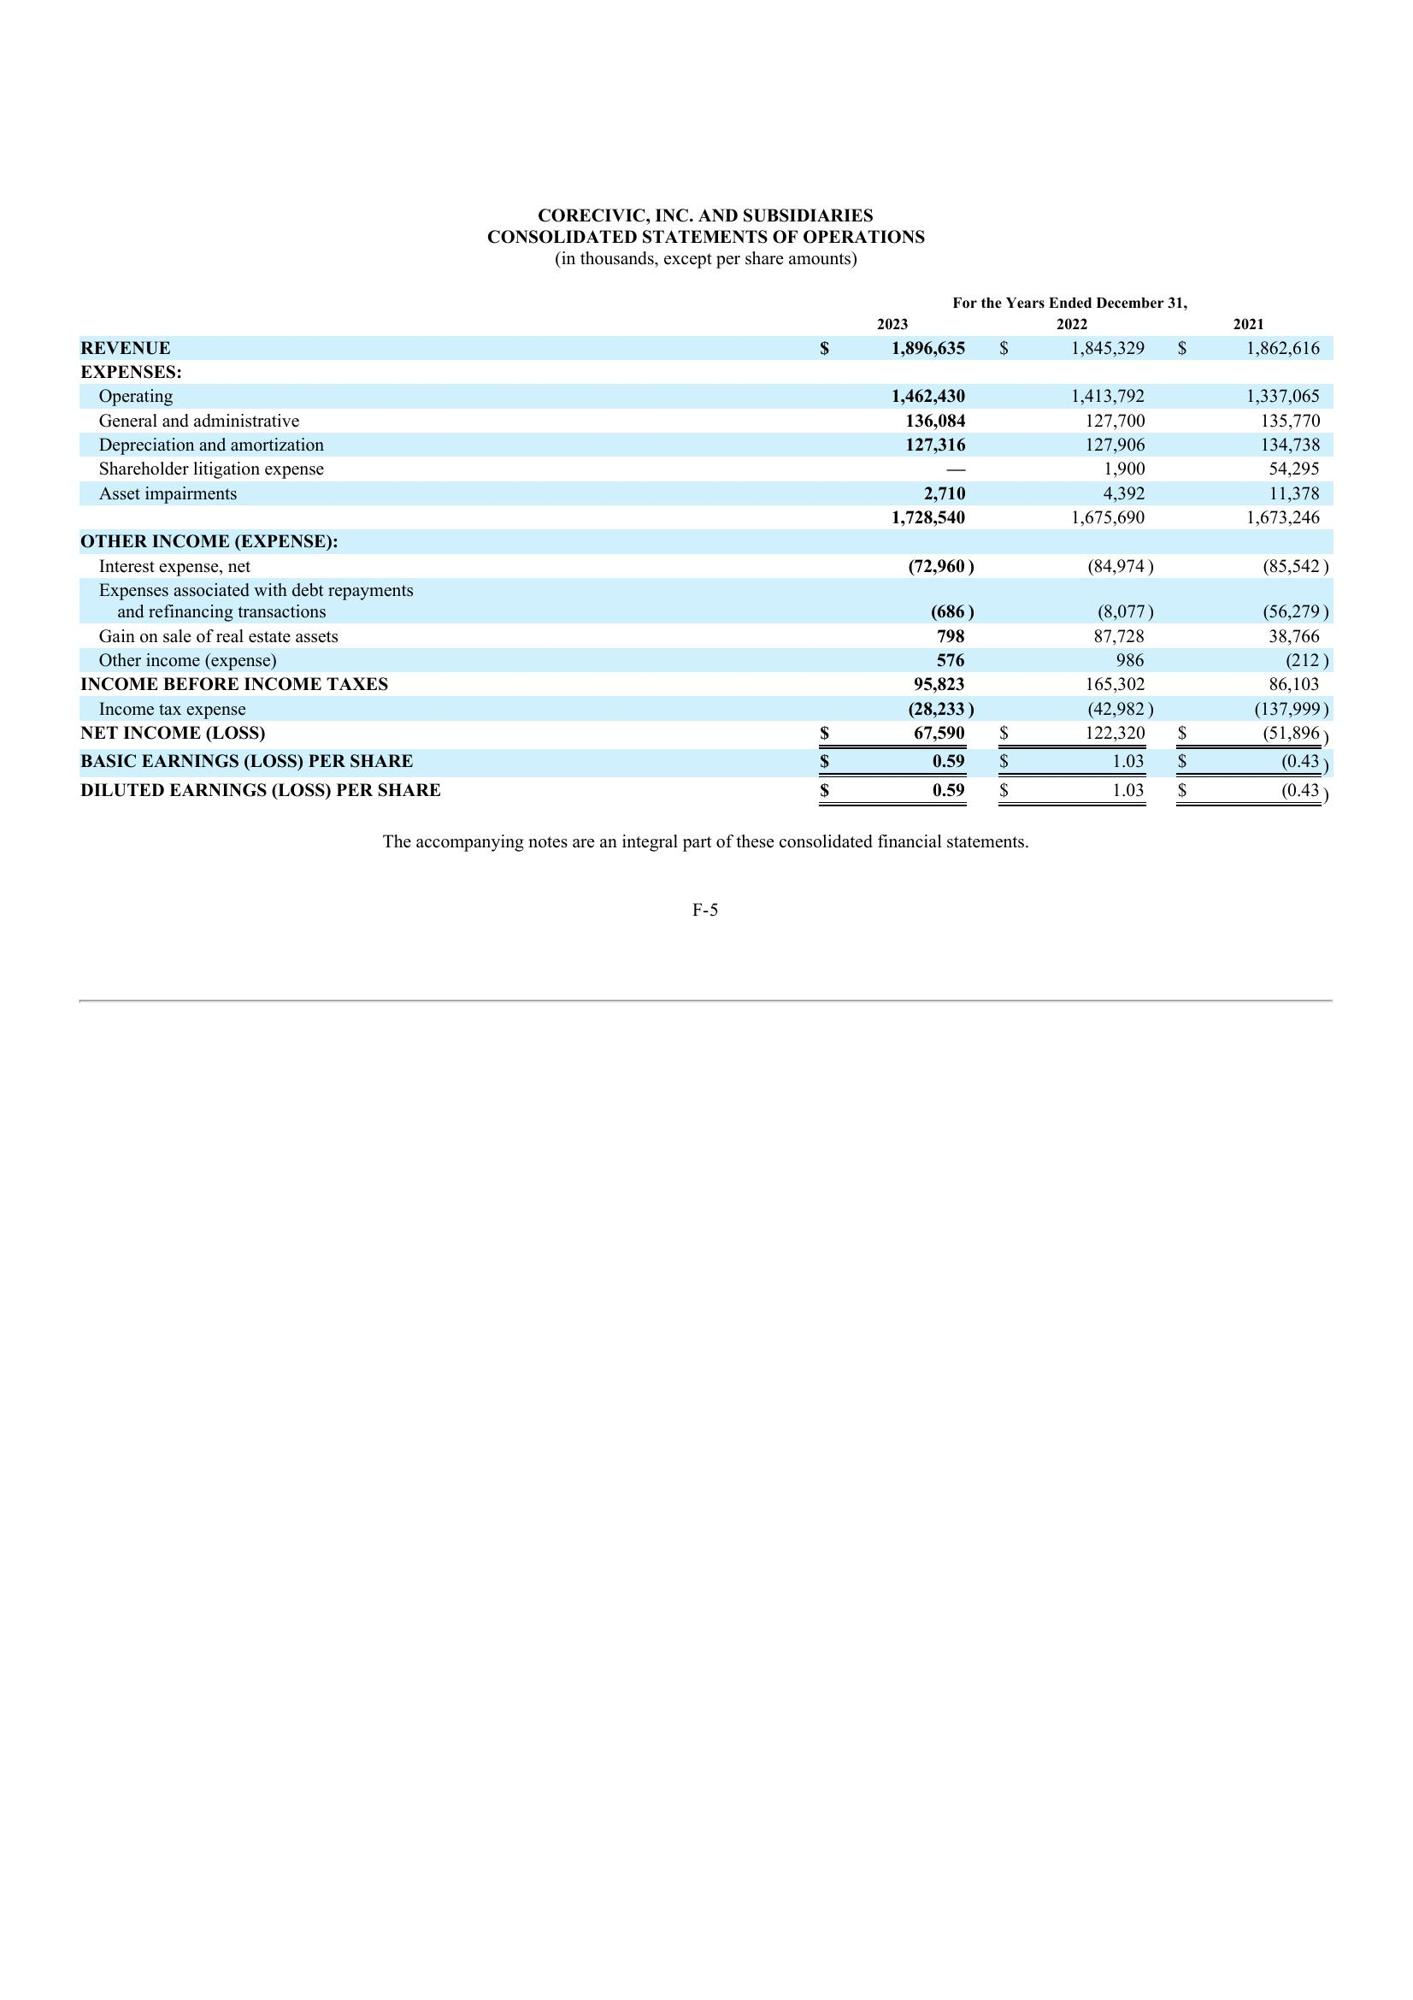 CORECIVIC, INC. AND SUBSIDIARIES
CONSOLIDATED STATEMENTS OF OPERATIONS
(in thousands, except per share amounts)
For the Years Ended December 31,
2023 2022 2021
REVENUE $ 1,896,635 $ 1,845,329 $ 1,862,616
EXPENSES:
Operating 1,462,430 1,413,792 1,337,065
General and administrative 136,084 127,700 135,770
Depreciation and amortization 127,316 127,906 134,738
Shareholder litigation expense — 1,900 54,295
Asset impairments 2,710 4,392 11,378
1,728,540 1,675,690 1,673,246
OTHER INCOME (EXPENSE):
Interest expense, net (72,960 ) (84,974 ) (85,542 )
Expenses associated with debt repayments
and refinancing transactions (686 ) (8,077 ) (56,279 )
Gain on sale of real estate assets 798 87,728 38,766
Other income (expense) 576 986 (212 )
INCOME BEFORE INCOME TAXES 95,823 165,302 86,103
Income tax expense (28,233 ) (42,982 ) (137,999 )
NET INCOME (LOSS) $ 67,590 $ 122,320 $ (51,896 )
BASIC EARNINGS (LOSS) PER SHARE $ 0.59 $ 1.03 $ (0.43 )
DILUTED EARNINGS (LOSS) PER SHARE $ 0.59 $ 1.03 $ (0.43 )
The accompanying notes are an integral part of these consolidated financial statements.
F-5